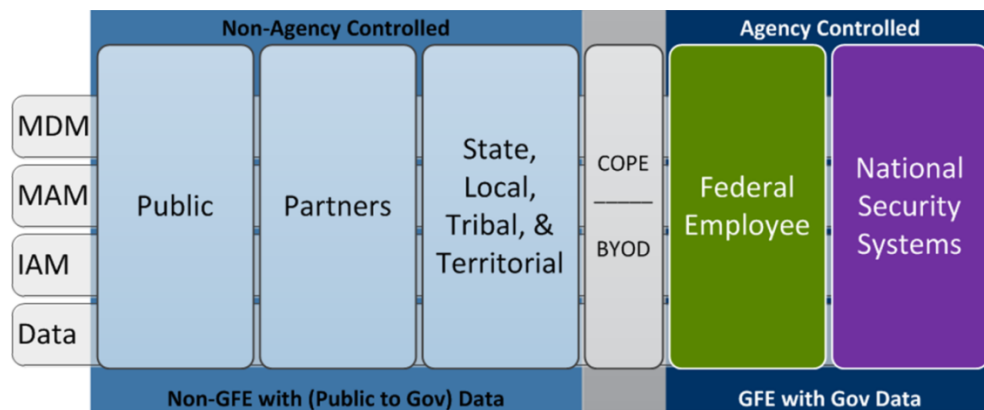 Non-Agency Controlled
Agency Controlled
MDM
MAM
IAM
Data
Public
Partners
State,
Local,
Tribal, &
Territorial
COPE
BYOD
Federal
Employee
National
Security
Systems
Non-GFE with (Public to Gov) Data
GFE with Gov Data